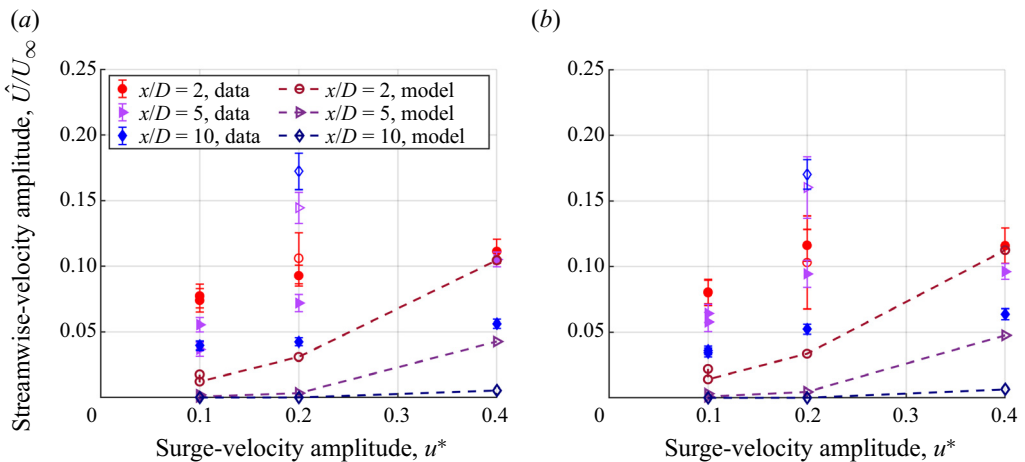 (a)
(b)
Streamwise-velocity amplitude, Û/U∞
0.25
0.20
0.15
0.10
0.05
0
0.1
0.2
0.3
0.4
x/D = 2, data
x/D = 2, model
x/D = 5, data
x/D = 5, model
x/D = 10, data
x/D = 10, model
Surge-velocity amplitude, u*
0.25
0.20
0.15
0.10
0.05
0
0.1
0.2
0.3
0.4
Surge-velocity amplitude, u*